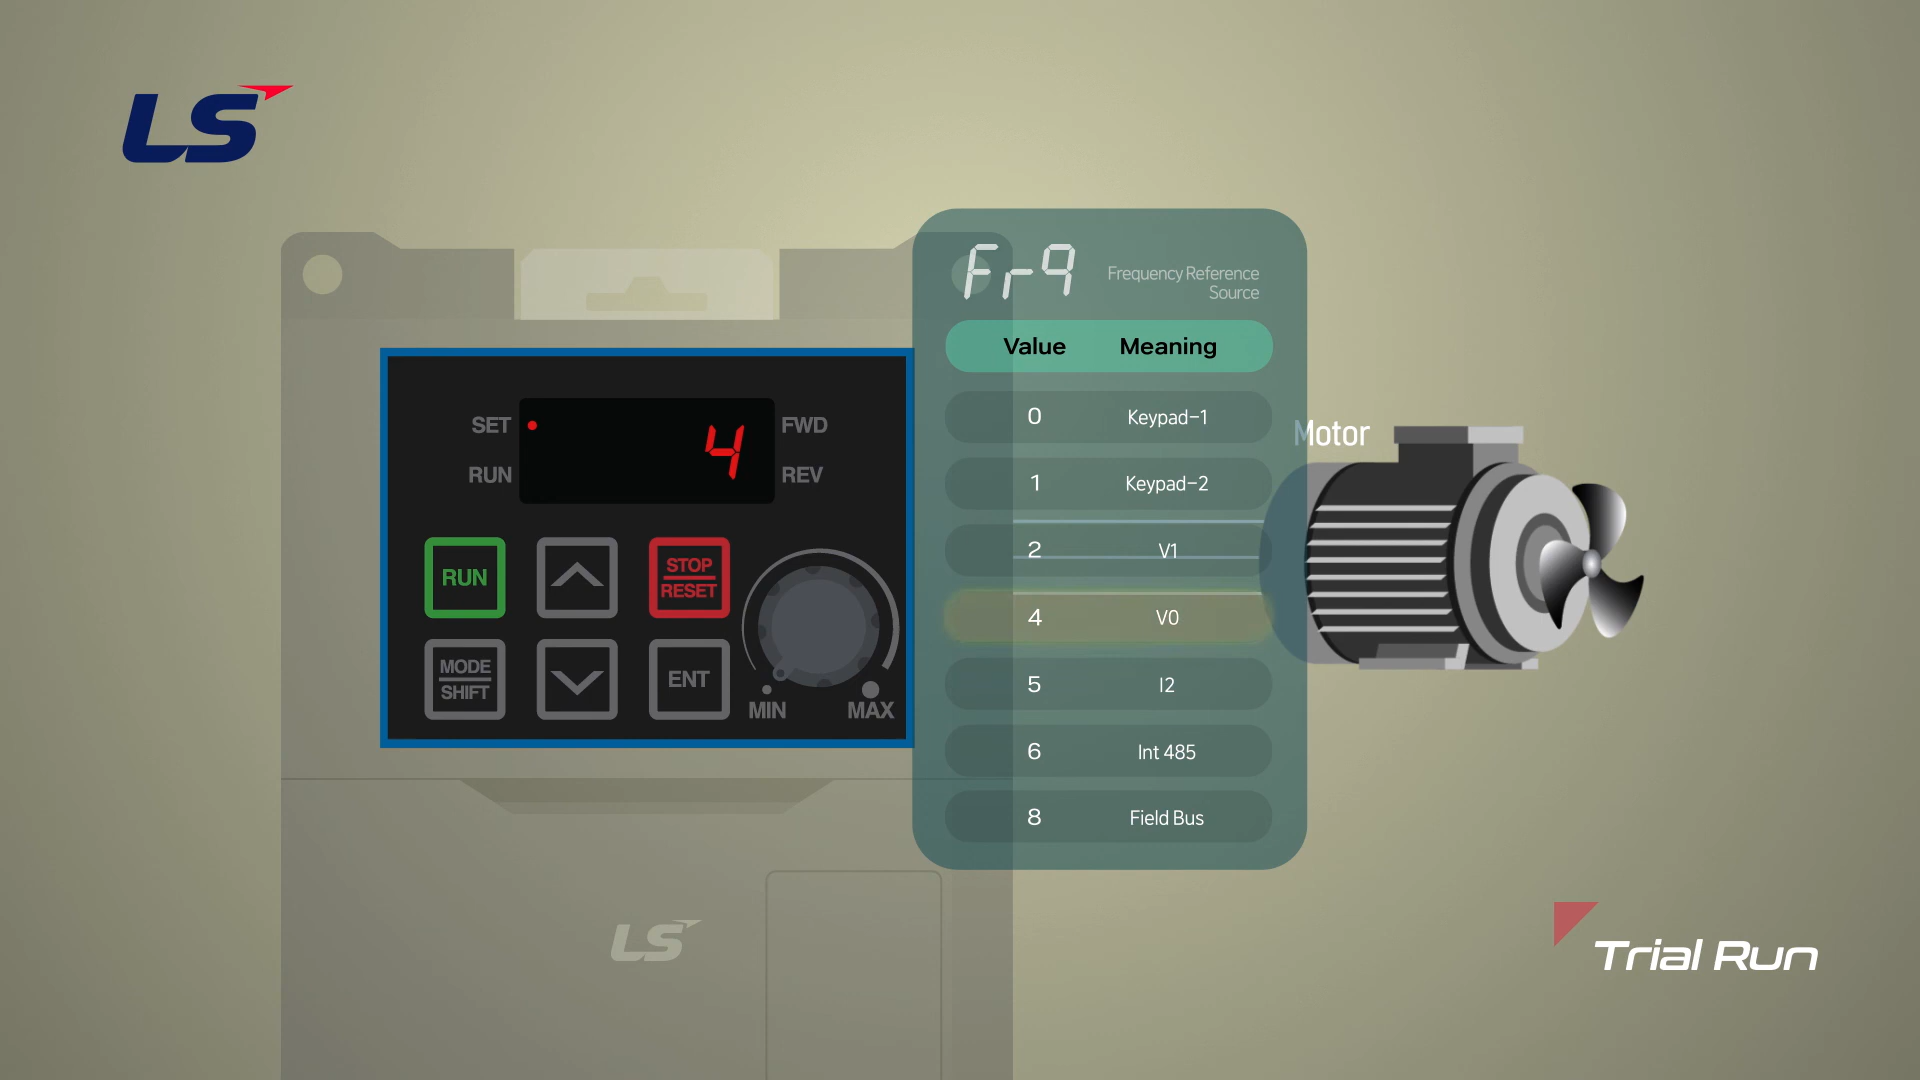 LS
Frq
Frequency Reference
Source
Value Meaning
0 Keypad-1
1 Keypad-2
2 V1
4 V0
5 I2
6 Int 485
8 Field Bus
SET 4 FWD
RUN REV
RUN
STOP
RESET
MODE
SHIFT
ENT
MIN MAX
Motor
LS
Trial Run